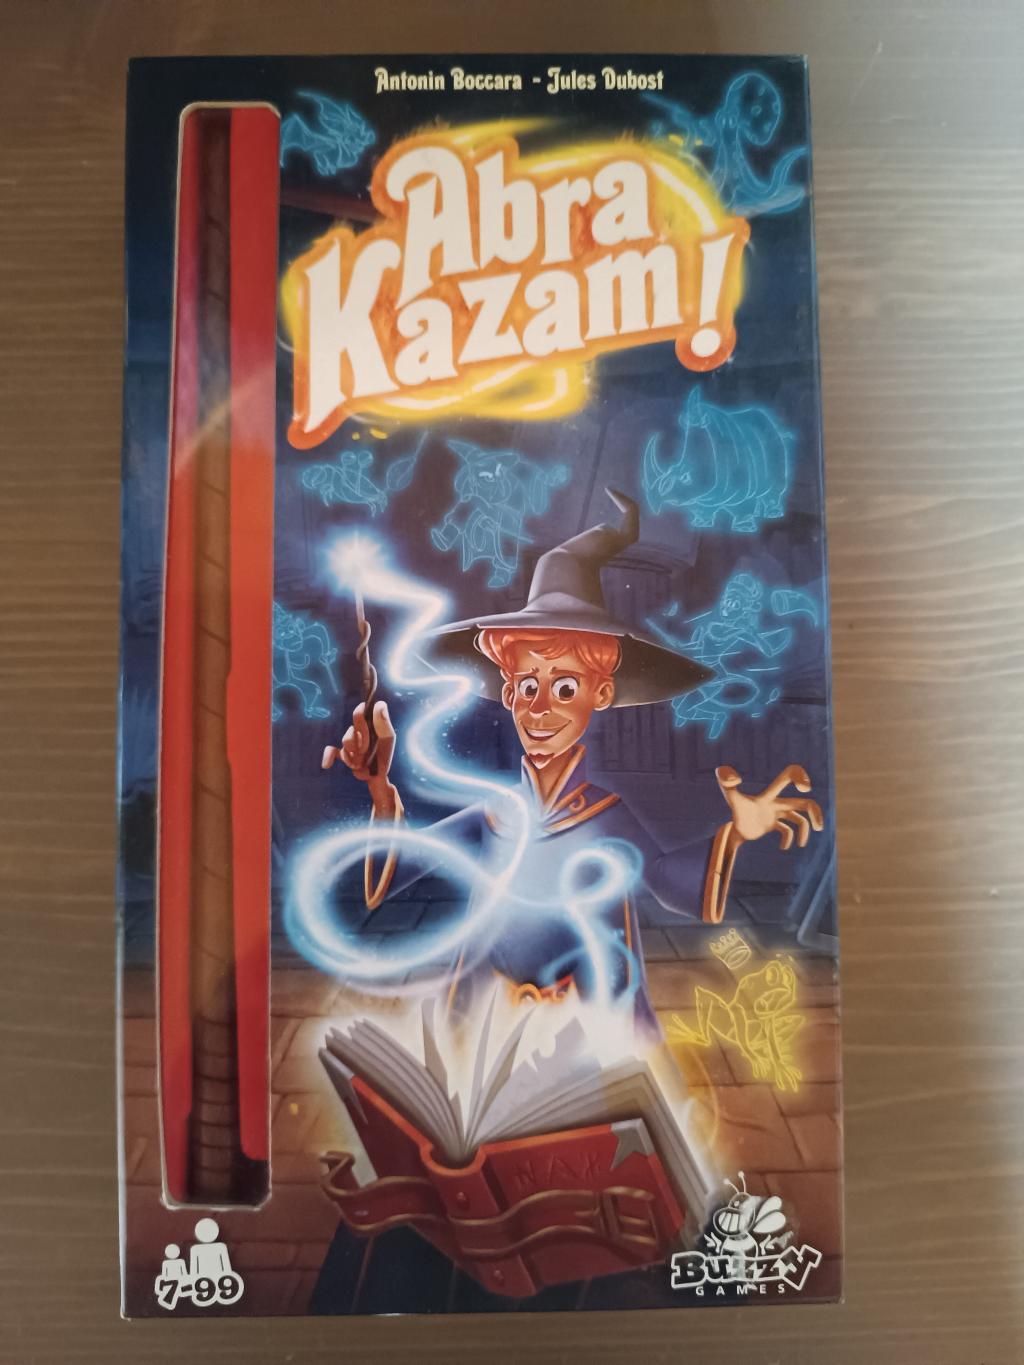 Antonin Boccara - Jules Dubost
Abra
Kazam!
7-99
Buzzy
GAMES